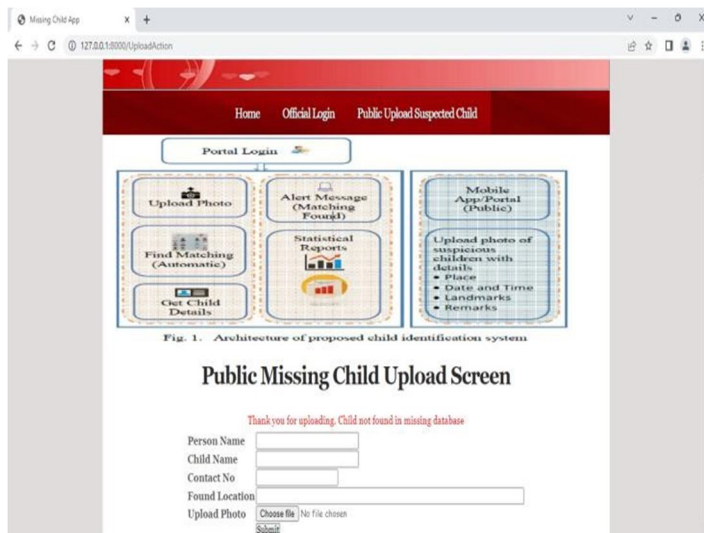 Missing Child App
127.0.0.1:8000/UploadAction
Home Official Login Public Upload Suspected Child
Portal Login
Upload Photo
Find Matching
(Automatic)
Get Child
Details
Alert Message
(Matching
Found)
Statistical
Reports
Mobile
App/Portal
(Public)
Upload photo of
suspicious
children with
details
• Place
• Date and Time
• Landmarks
• Remarks
Fig. 1. Architecture of proposed child identification system
Public Missing Child Upload Screen
Thank you for uploading. Child not found in missing database
Person Name
Child Name
Contact No
Found Location
Upload Photo Choose file No file chosen
Submit